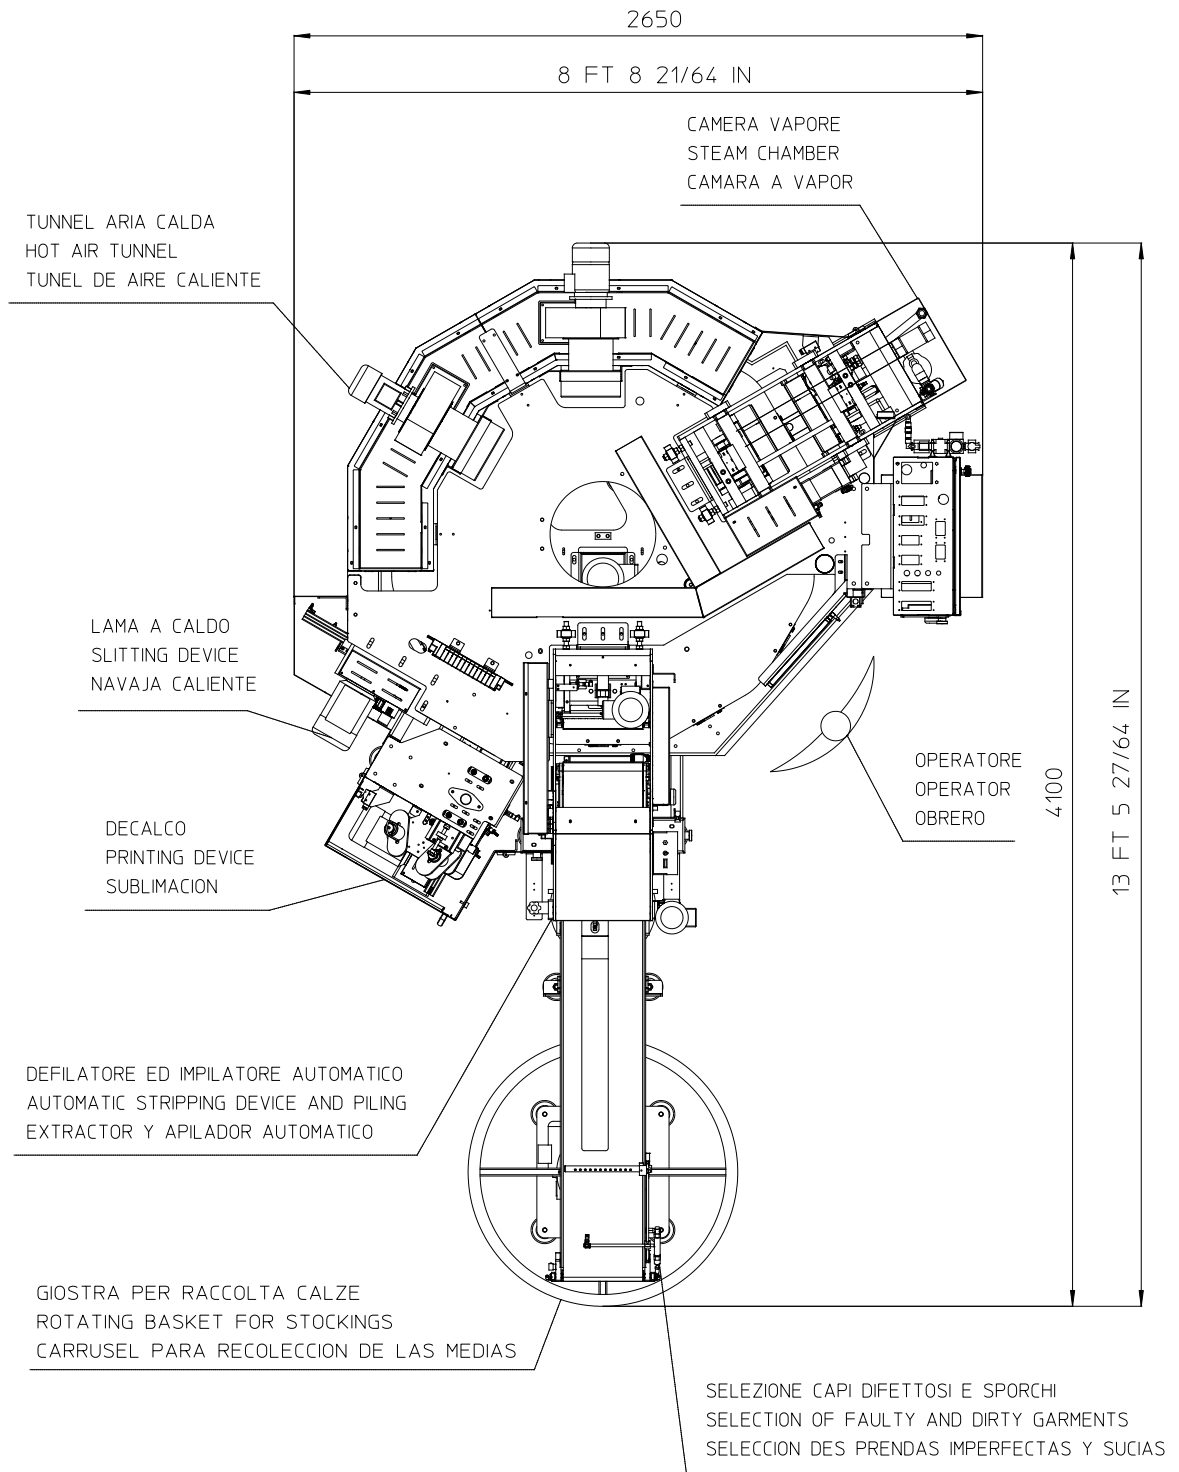 2650
8 FT 8 21/64 IN
CAMERA VAPORE
STEAM CHAMBER
CAMARA A VAPOR
TUNNEL ARIA CALDA
HOT AIR TUNNEL
TUNEL DE AIRE CALIENTE
LAMA A CALDO
SLITTING DEVICE
NAVAJA CALIENTE
OPERATORE
OPERATOR
OBRERO
4100
13 FT 5 27/64 IN
DECALCO
PRINTING DEVICE
SUBLIMACION
DEFILATORE ED IMPILATORE AUTOMATICO
AUTOMATIC STRIPPING DEVICE AND PILING
EXTRACTOR Y APILADOR AUTOMATICO
GIOSTRA PER RACCOLTA CALZE
ROTATING BASKET FOR STOCKINGS
CARRUSEL PARA RECOLECCION DE LAS MEDIAS
SELEZIONE CAPI DIFETTOSI E SPORCHI
SELECTION OF FAULTY AND DIRTY GARMENTS
SELECCION DES PRENDAS IMPERFECTAS Y SUCIAS